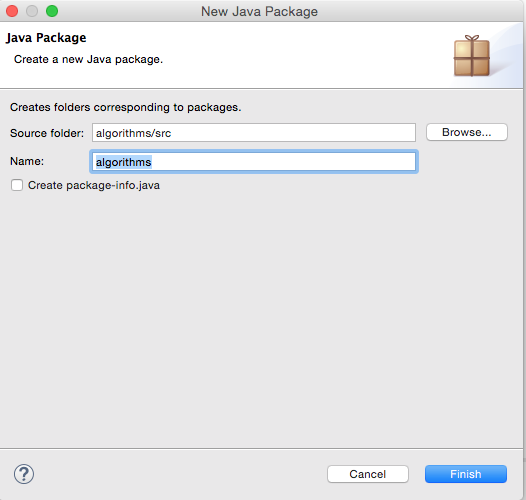 New Java Package
Java Package
Create a new Java package.
Creates folders corresponding to packages.
Source folder: algorithms/src Browse...
Name: algorithms
Create package-info.java
? Cancel Finish